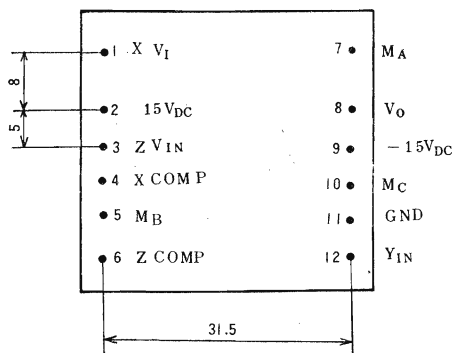 1 X VI
2 15VDC
3 Z VIN
4 X COMP
5 MB
6 Z COMP
7 MA
8 VO
9 −15VDC
10 MC
11 GND
12 YIN
8
5
31.5